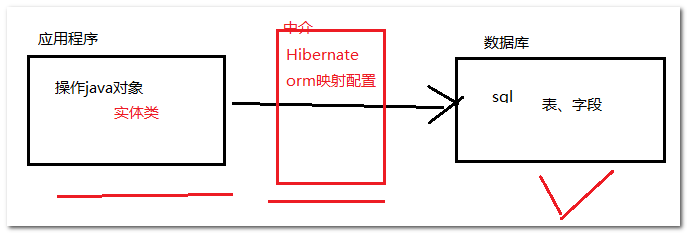 应用程序
操作java对象
实体类
中介
Hibernate
orm映射配置
数据库
sql
表、字段